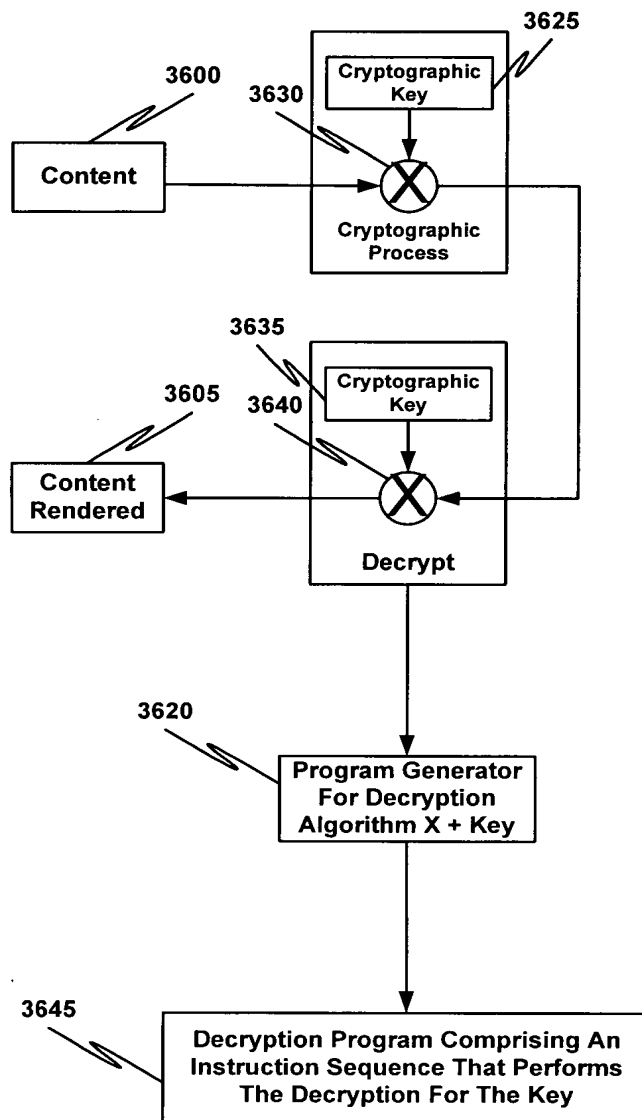 3625
3600
Cryptographic
Key
3630
Content
X
Cryptographic
Process
3635
Cryptographic
Key
3605
3640
Content
Rendered
X
Decrypt
3620
Program Generator
For Decryption
Algorithm X + Key
3645
Decryption Program Comprising An
Instruction Sequence That Performs
The Decryption For The Key